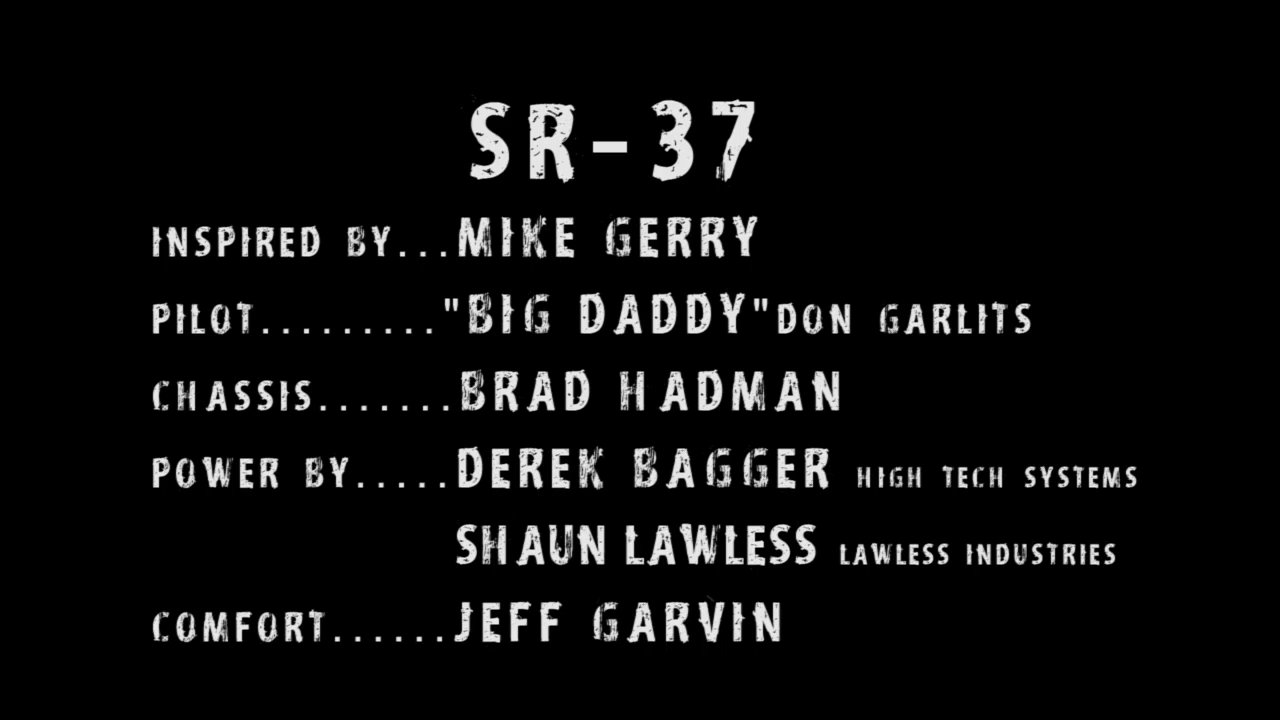 SR-37
INSPIRED BY...MIKE GERRY
PILOT........."BIG DADDY"DON GARLITS
CHASSIS.......BRAD HADMAN
POWER BY.....DEREK BAGGER HIGH TECH SYSTEMS
SHAUN LAWLESS LAWLESS INDUSTRIES
COMFORT......JEFF GARVIN